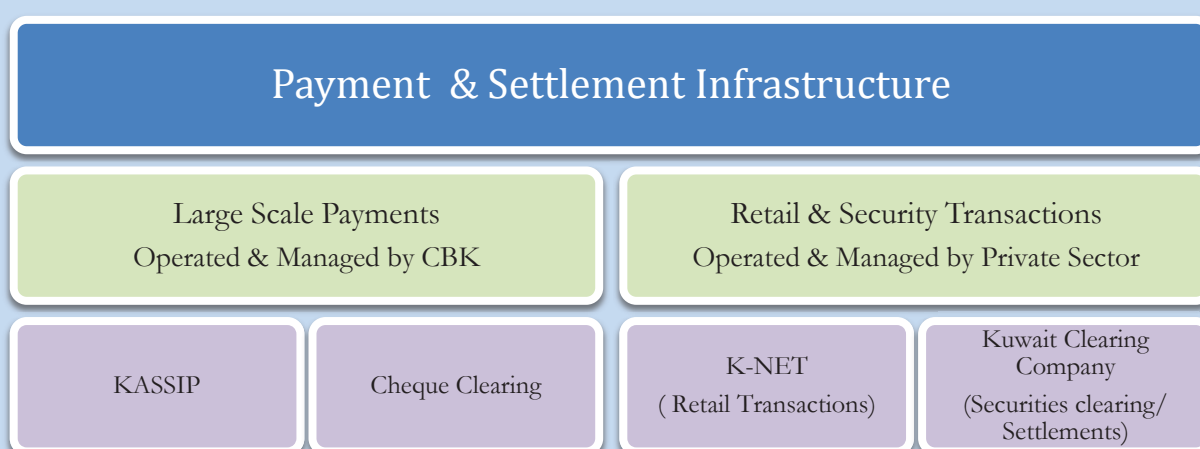 Payment & Settlement Infrastructure
Large Scale Payments
Operated & Managed by CBK
Retail & Security Transactions
Operated & Managed by Private Sector
KASSIP
Cheque Clearing
K-NET
( Retail Transactions)
Kuwait Clearing
Company
(Securities clearing/
Settlements)